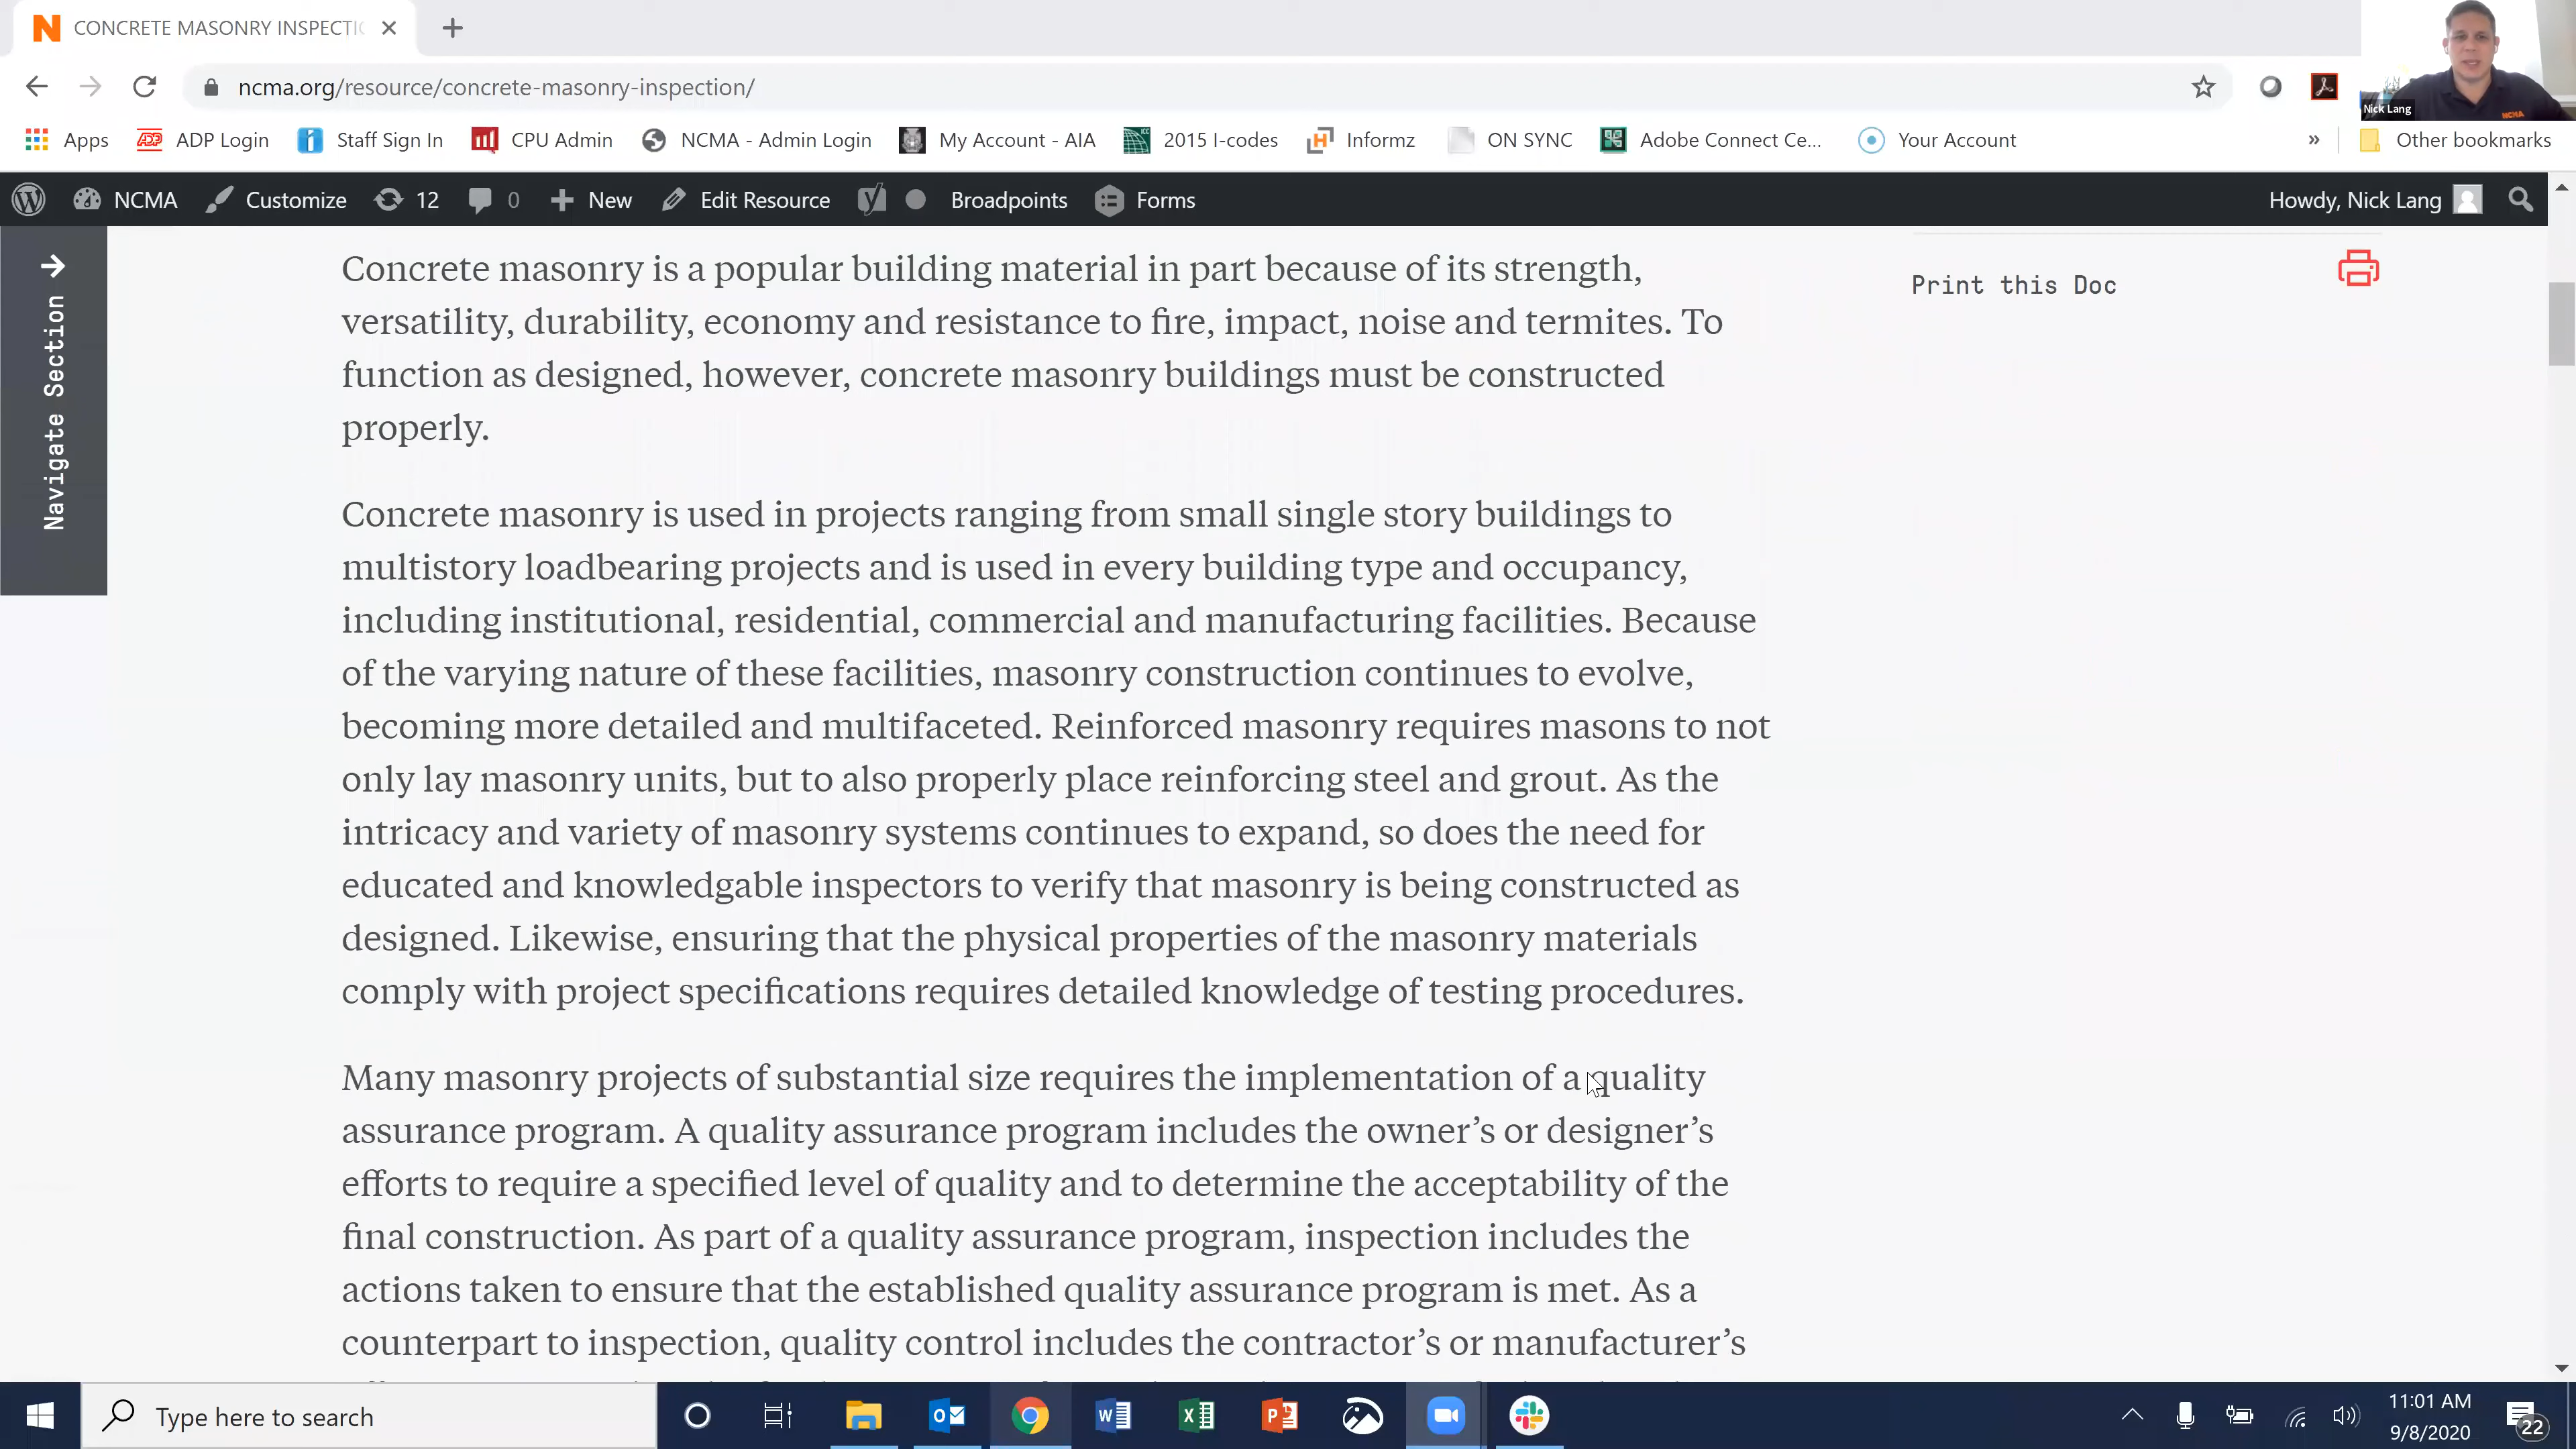 CONCRETE MASONRY INSPECTIO
ncma.org/resource/concrete-masonry-inspection/
Nick Lang
NCMA
Apps
ADP Login
Staff Sign In
CPU Admin
NCMA - Admin Login
My Account - AIA
2015 I-codes
Informz
ON SYNC
Adobe Connect Ce...
Your Account
»
Other bookmarks
NCMA
Customize
12
0
New
Edit Resource
Broadpoints
Forms
Howdy, Nick Lang
Navigate Section
Print this Doc
Concrete masonry is a popular building material in part because of its strength,
versatility, durability, economy and resistance to fire, impact, noise and termites. To
function as designed, however, concrete masonry buildings must be constructed
properly.
Concrete masonry is used in projects ranging from small single story buildings to
multistory loadbearing projects and is used in every building type and occupancy,
including institutional, residential, commercial and manufacturing facilities. Because
of the varying nature of these facilities, masonry construction continues to evolve,
becoming more detailed and multifaceted. Reinforced masonry requires masons to not
only lay masonry units, but to also properly place reinforcing steel and grout. As the
intricacy and variety of masonry systems continues to expand, so does the need for
educated and knowledgable inspectors to verify that masonry is being constructed as
designed. Likewise, ensuring that the physical properties of the masonry materials
comply with project specifications requires detailed knowledge of testing procedures.
Many masonry projects of substantial size requires the implementation of a quality
assurance program. A quality assurance program includes the owner’s or designer’s
efforts to require a specified level of quality and to determine the acceptability of the
final construction. As part of a quality assurance program, inspection includes the
actions taken to ensure that the established quality assurance program is met. As a
counterpart to inspection, quality control includes the contractor’s or manufacturer’s
Type here to search
11:01 AM
9/8/2020
22